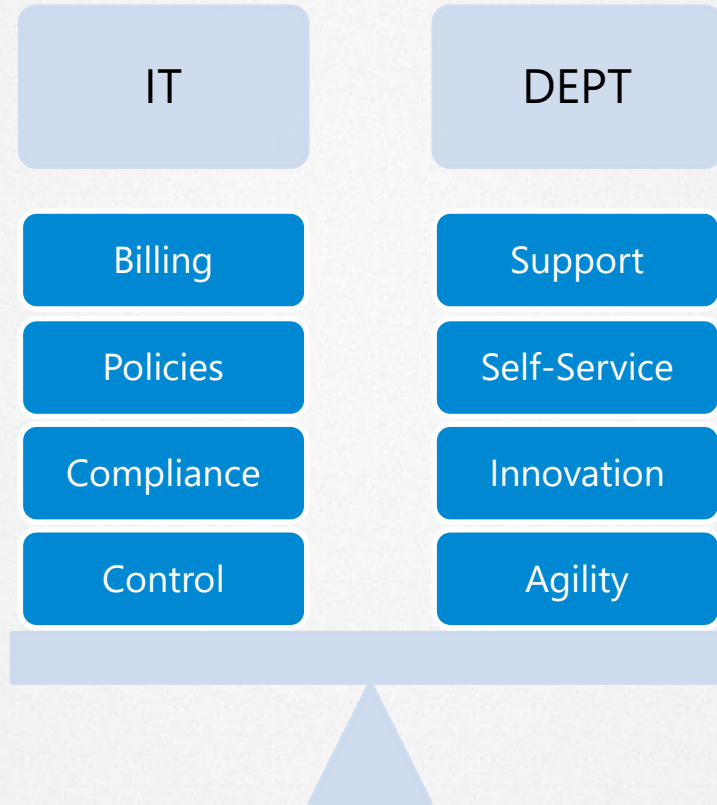 IT
DEPT
Billing
Support
Policies
Self-Service
Compliance
Innovation
Control
Agility